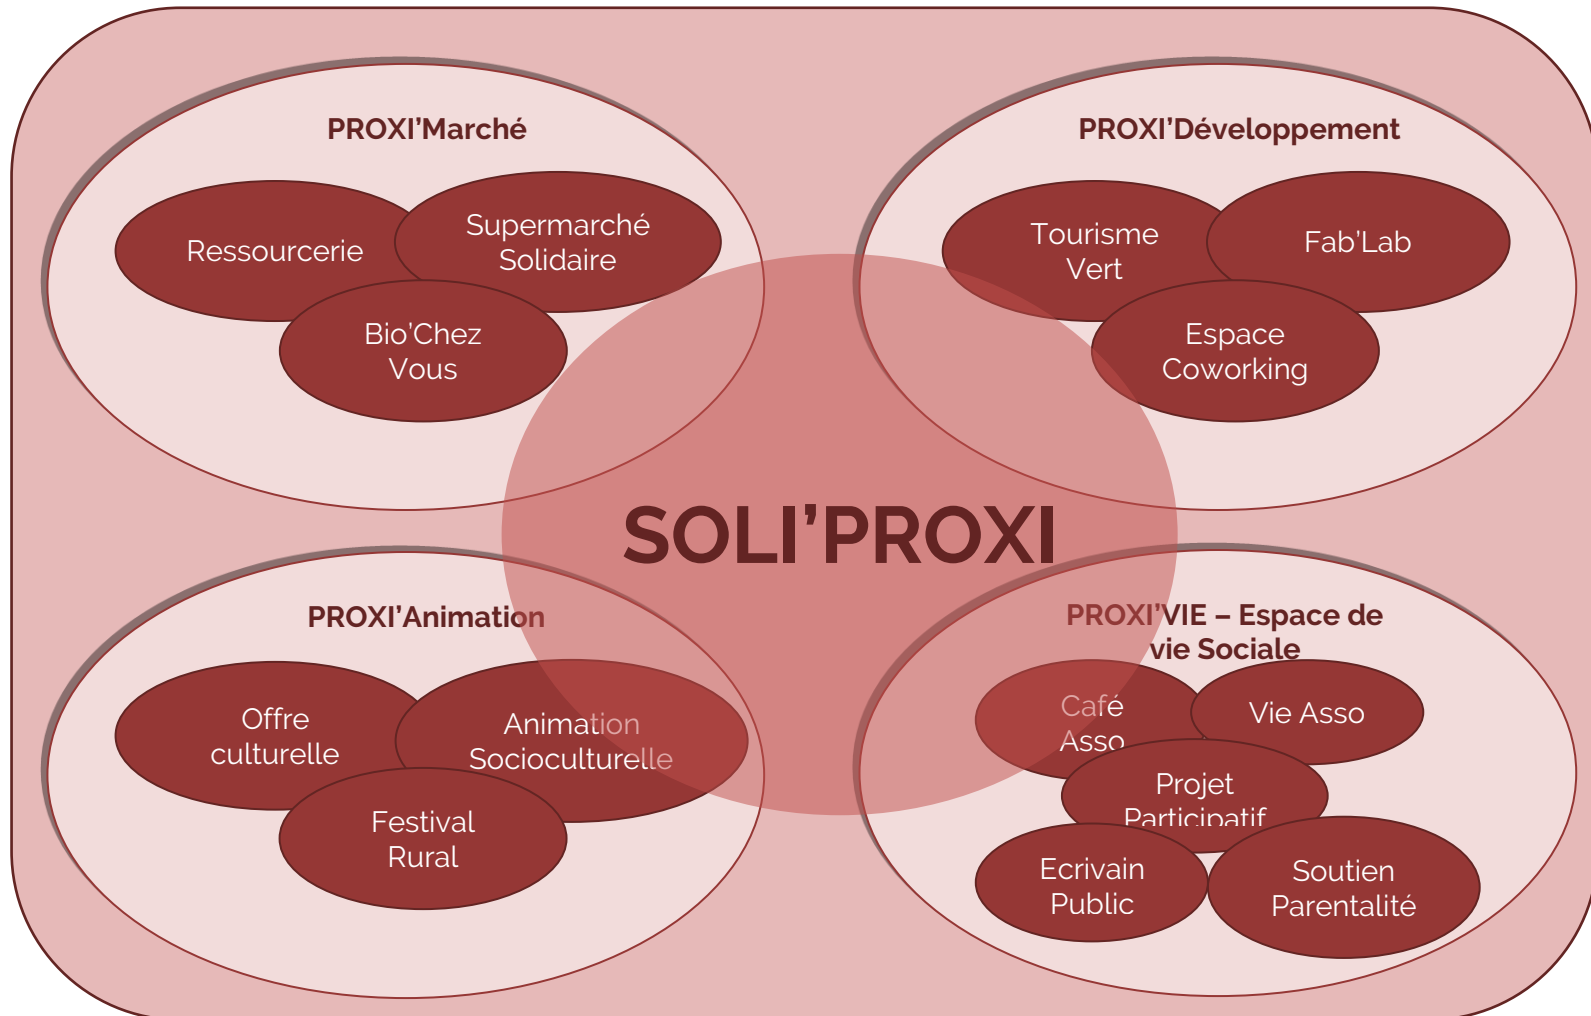 PROXI'Marché
Ressourcerie
Supermarché
Solidaire
Bio'Chez
Vous
PROXI'Développement
Tourisme
Vert
Fab'Lab
Espace
Coworking
SOLI'PROXI
PROXI'Animation
Offre
culturelle
Animation
Socioculturelle
Festival
Rural
PROXI'VIE – Espace de
vie Sociale
Café
Asso
Vie Asso
Projet
Participatif
Ecrivain
Public
Soutien
Parentalité